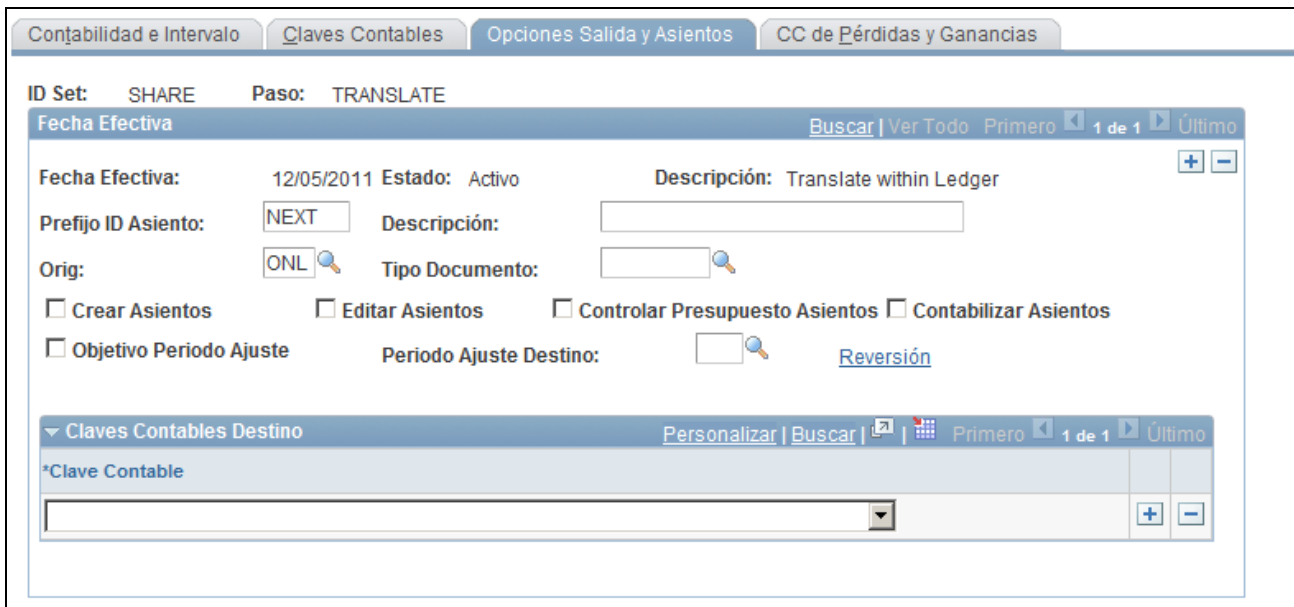 Contabilidad e Intervalo Claves Contables Opciones Salida y Asientos CC de Pérdidas y Ganancias
ID Set: SHARE Paso: TRANSLATE
Fecha Efectiva Buscar | Ver Todo Primero 1 de 1 Último
Fecha Efectiva: 12/05/2011 Estado: Activo Descripción: Translate within Ledger
Prefijo ID Asiento: NEXT Descripción:
Orig: ONL Tipo Documento:
Crear Asientos Editar Asientos Controlar Presupuesto Asientos Contabilizar Asientos
Objetivo Periodo Ajuste Periodo Ajuste Destino: Reversión
Claves Contables Destino Personalizar | Buscar | | Primero 1 de 1 Último
*Clave Contable